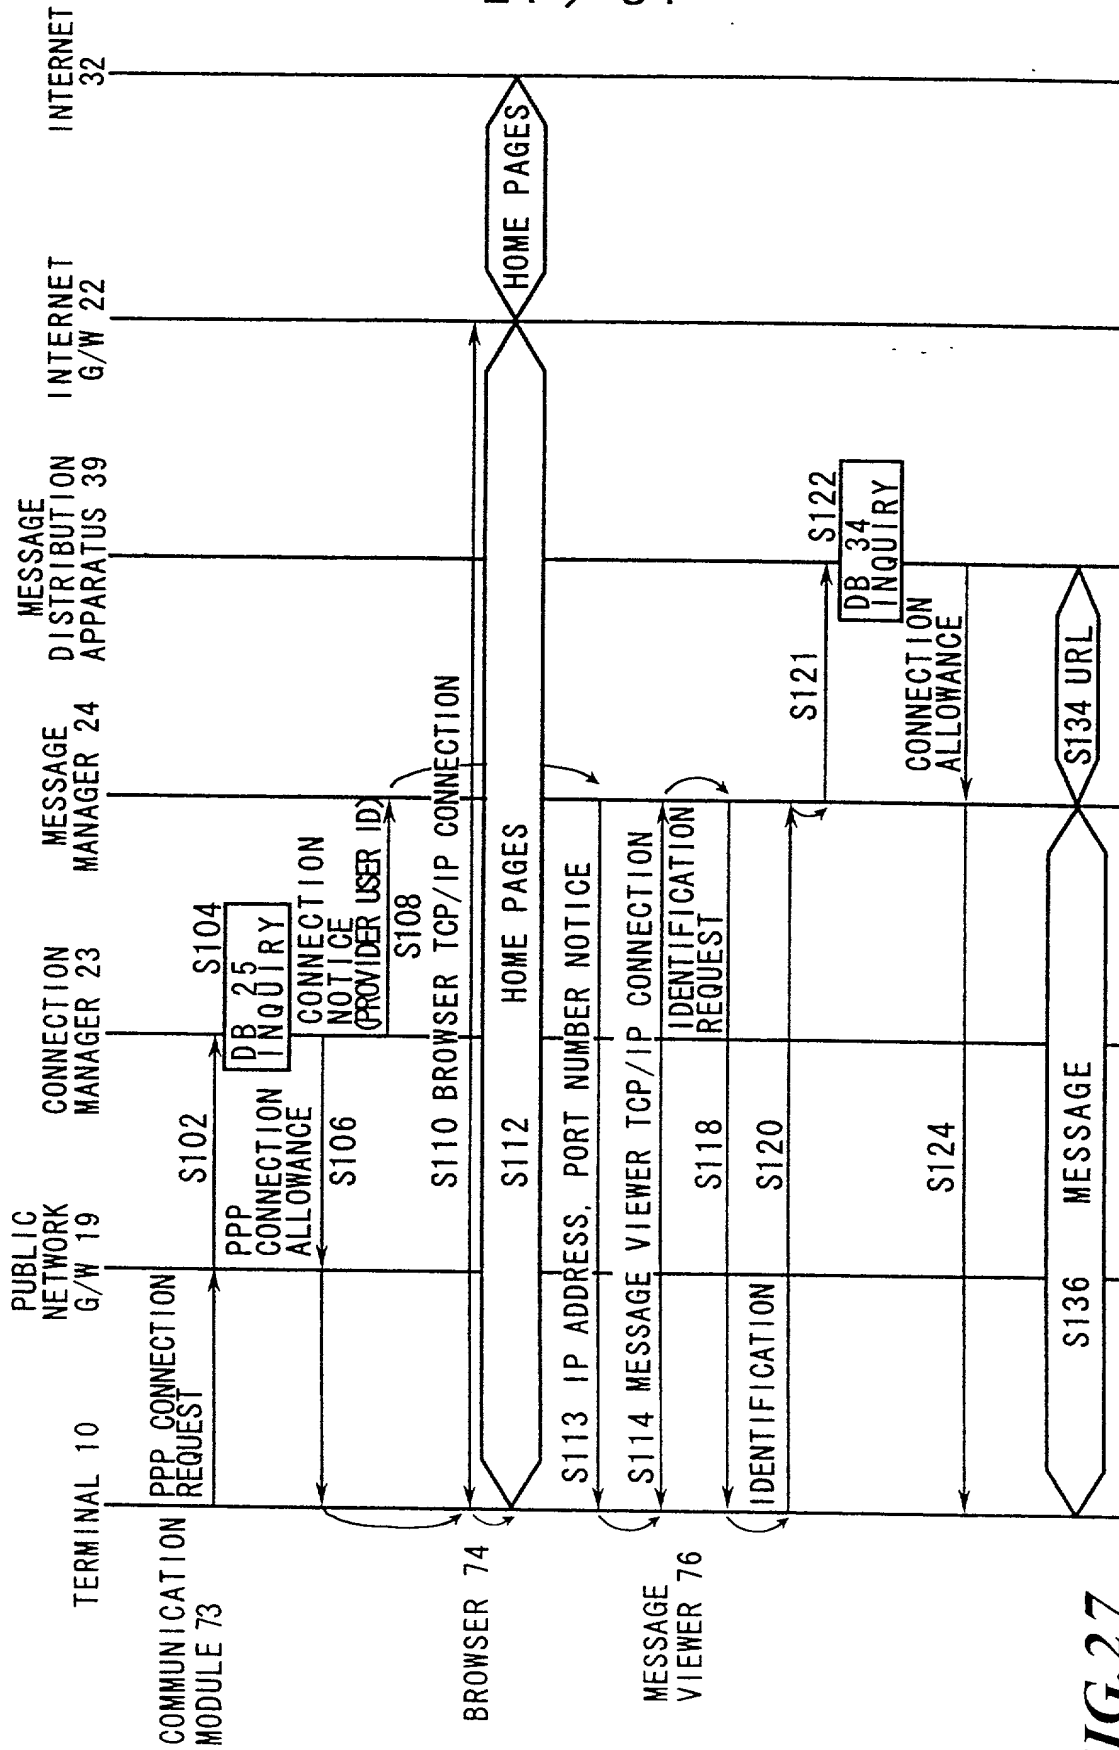 TERMINAL 10
PUBLIC
NETWORK
G/W 19
CONNECTION
MANAGER 23
MESSAGE
MANAGER 24
MESSAGE
DISTRIBUTION
APPARATUS 39
INTERNET
G/W 22
INTERNET
32
COMMUNICATION
MODULE 73
PPP CONNECTION
REQUEST
S102
S104
DB 25
INQUIRY
PPP
CONNECTION
ALLOWANCE
S106
CONNECTION
NOTICE
(PROVIDER USER ID)
S108
BROWSER 74
S110 BROWSER TCP/IP CONNECTION
S112 HOME PAGES
HOME PAGES
S113 IP ADDRESS, PORT NUMBER NOTICE
MESSAGE
VIEWER 76
S114 MESSAGE VIEWER TCP/IP CONNECTION
IDENTIFICATION
REQUEST
S118
IDENTIFICATION
S120
S121
S122
DB 34
INQUIRY
CONNECTION
ALLOWANCE
S124
S136 MESSAGE
S134 URL
IG.27